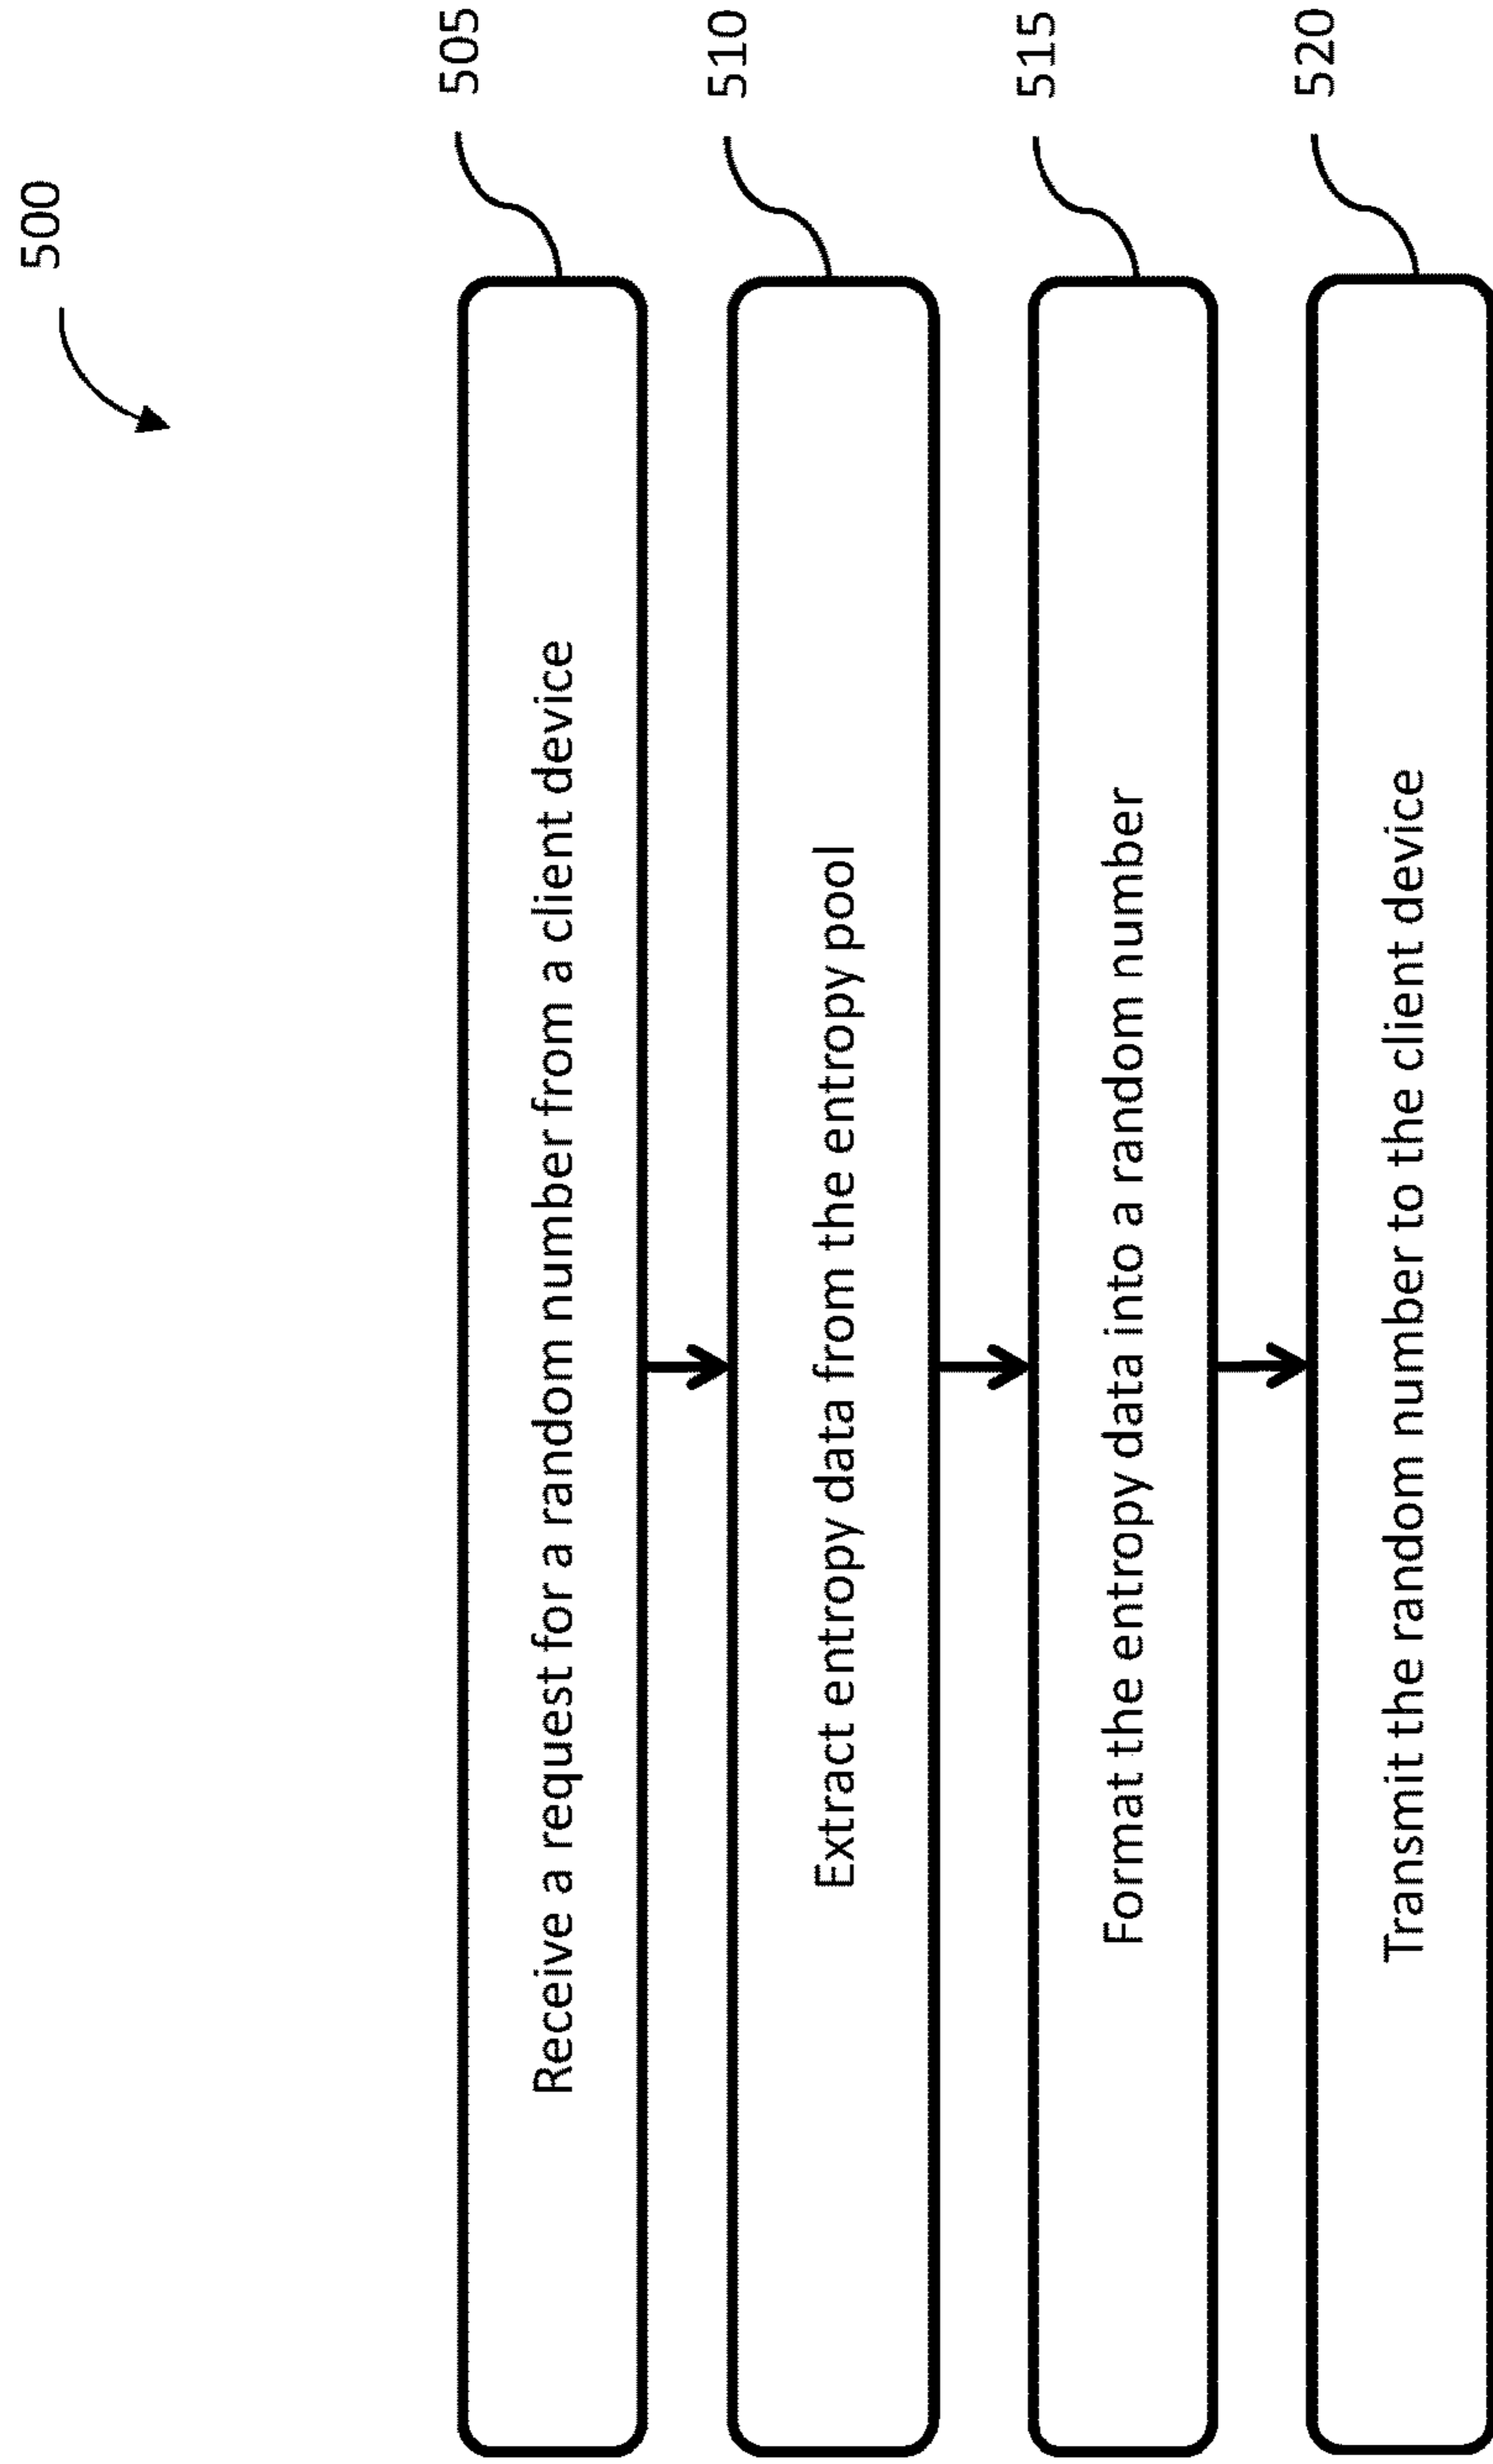 500
Receive a request for a random number from a client device
505
Extract entropy data from the entropy pool
510
Format the entropy data into a random number
515
Transmit the random number to the client device
520